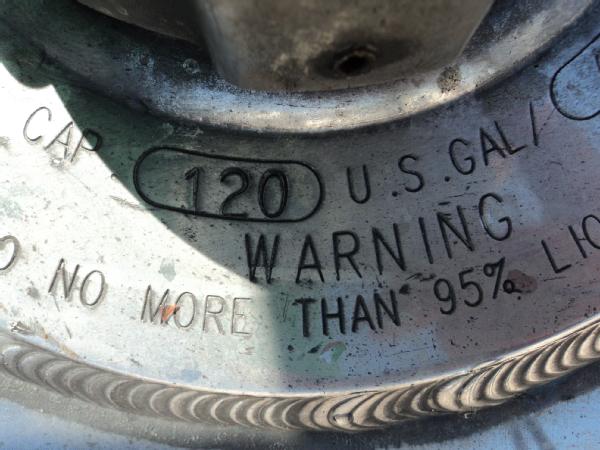 CAP. 120 U.S. GAL/
WARNING
NO MORE THAN 95%